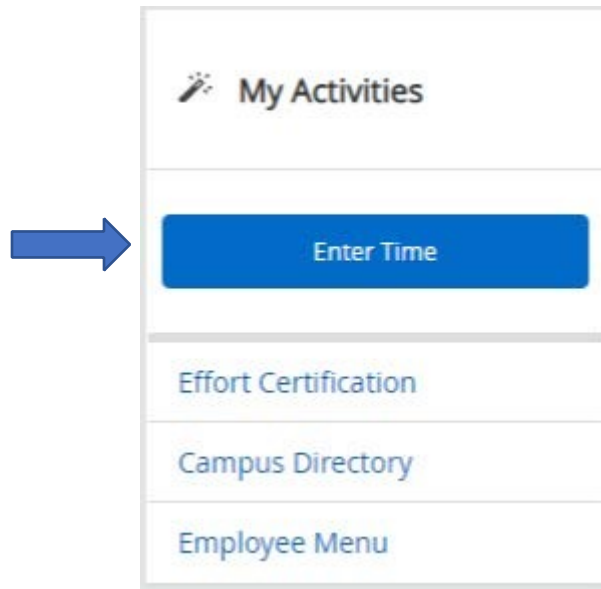 My Activities
Enter Time
Effort Certification
Campus Directory
Employee Menu